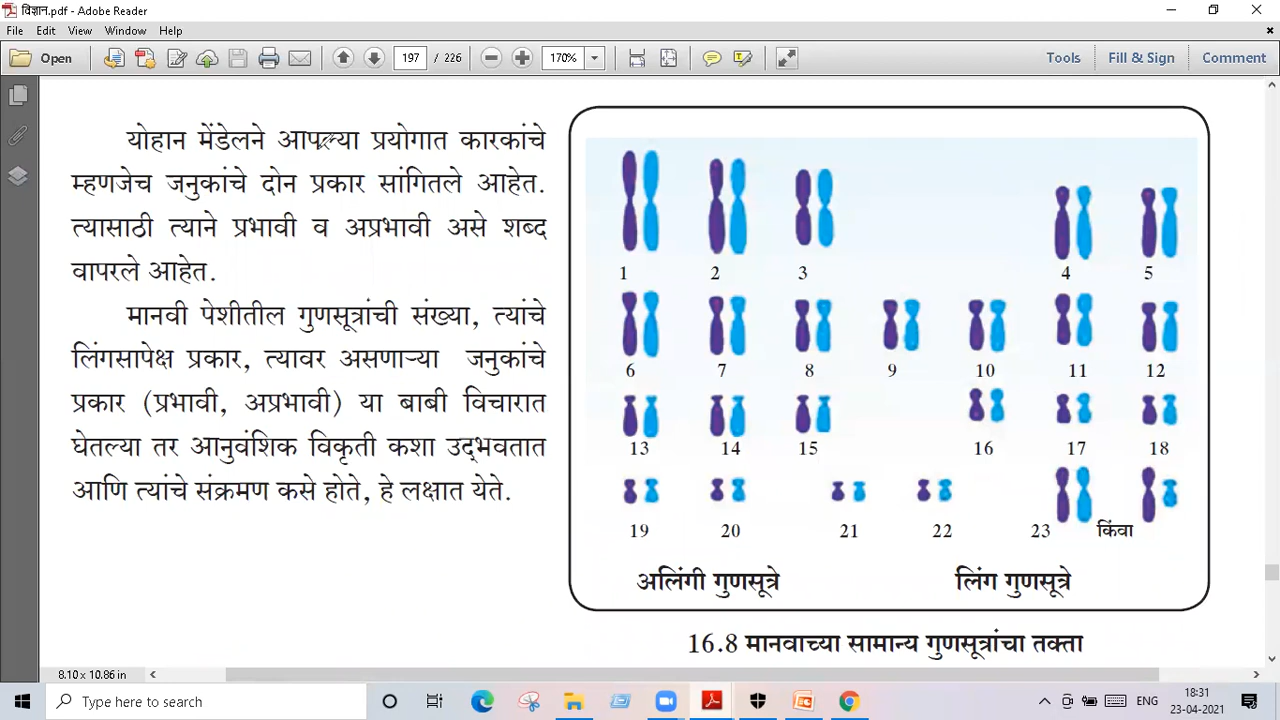 विज्ञान.pdf - Adobe Reader
File Edit View Window Help
Open 197 / 226 170% Tools Fill & Sign Comment
योहान मेंडेलने आपल्या प्रयोगात कारकांचे
म्हणजेच जनुकांचे दोन प्रकार सांगितले आहेत.
त्यासाठी त्याने प्रभावी व अप्रभावी असे शब्द
वापरले आहेत.
मानवी पेशीतील गुणसूत्रांची संख्या, त्यांचे
लिंगसापेक्ष प्रकार, त्यावर असणाऱ्या जनुकांचे
प्रकार (प्रभावी, अप्रभावी) या बाबी विचारात
घेतल्या तर आनुवंशिक विकृती कशा उद्‌भवतात
आणि त्यांचे संक्रमण कसे होते, हे लक्षात येते.
1 2 3 4 5
6 7 8 9 10 11 12
13 14 15 16 17 18
19 20 21 22 23 किंवा
अलिंगी गुणसूत्रे लिंग गुणसूत्रे
16.8 मानवाच्या सामान्य गुणसूत्रांचा तक्ता
8.10 x 10.86 in
Type here to search
ENG
18:31
23-04-2021